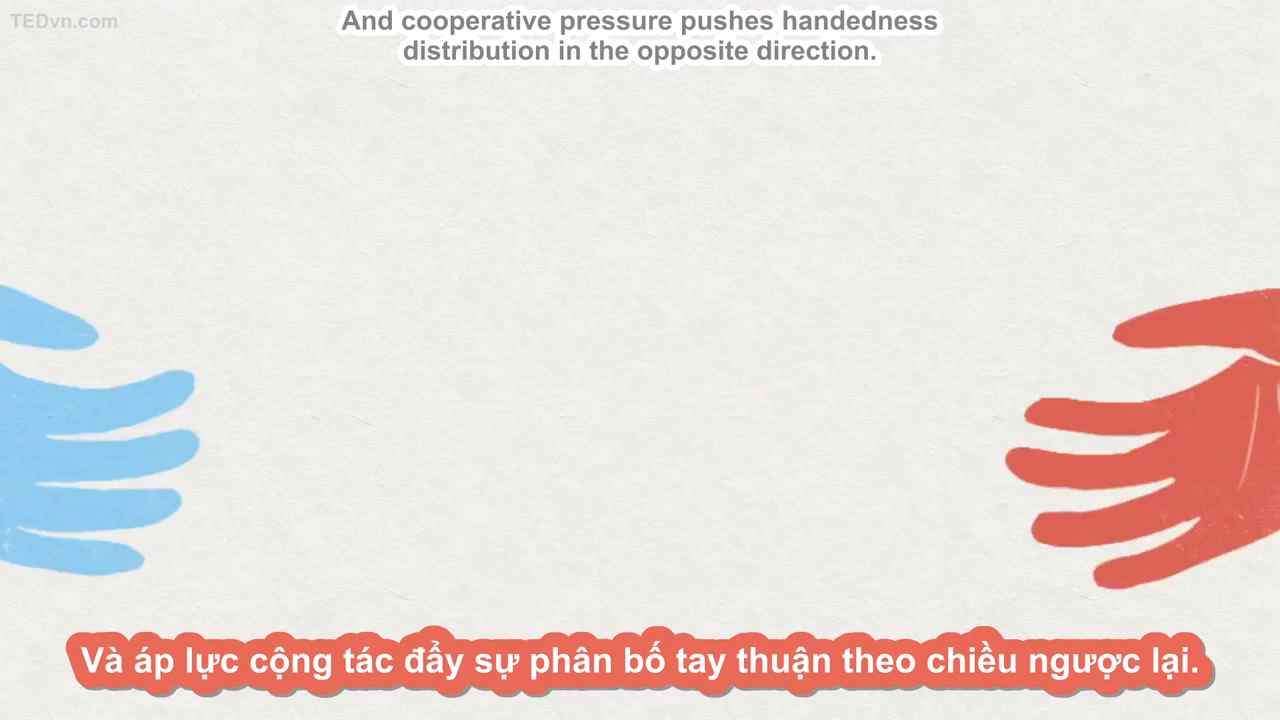 TEDvn.com
And cooperative pressure pushes handedness
distribution in the opposite direction.
Và áp lực cộng tác đẩy sự phân bố tay thuận theo chiều ngược lại.